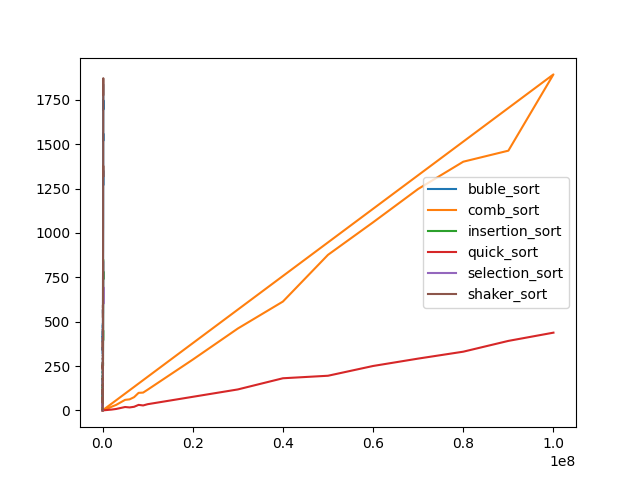 1750
1500
1250
1000
750
500
250
0
buble_sort
comb_sort
insertion_sort
quick_sort
selection_sort
shaker_sort
0.0 0.2 0.4 0.6 0.8 1.0
1e8